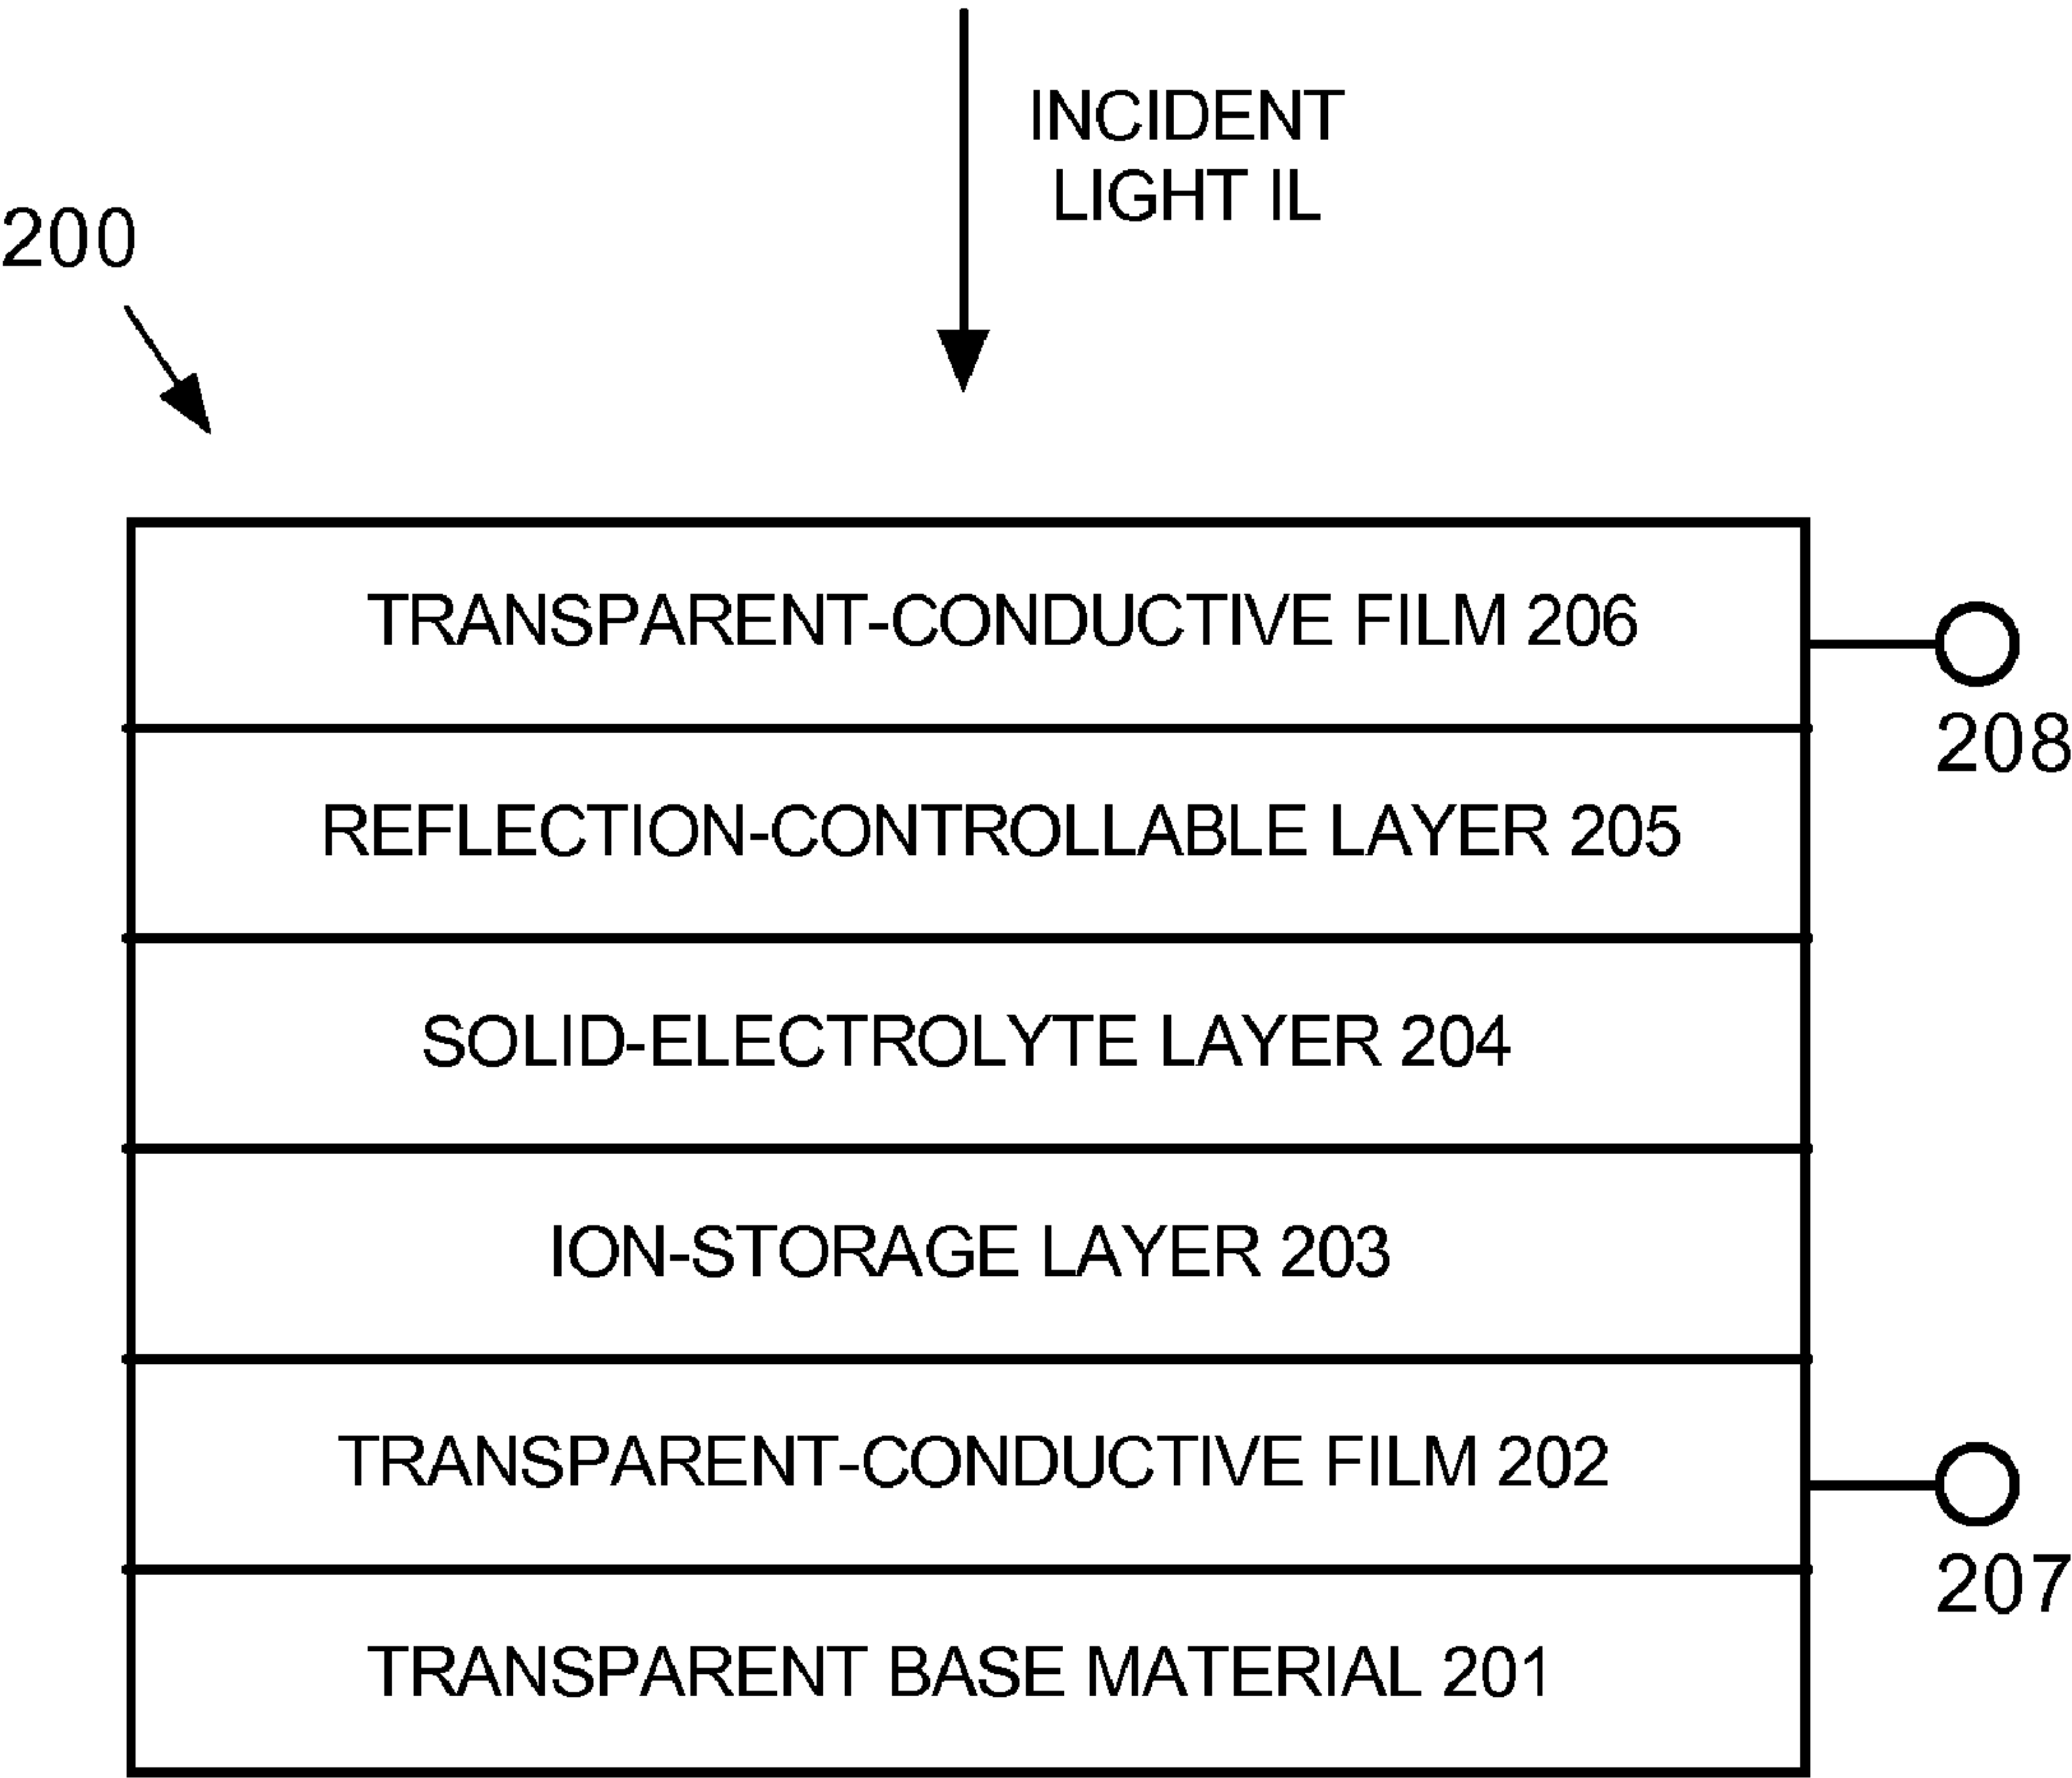 INCIDENT
LIGHT IL
200
TRANSPARENT-CONDUCTIVE FILM 206
208
REFLECTION-CONTROLLABLE LAYER 205
SOLID-ELECTROLYTE LAYER 204
ION-STORAGE LAYER 203
TRANSPARENT-CONDUCTIVE FILM 202
207
TRANSPARENT BASE MATERIAL 201